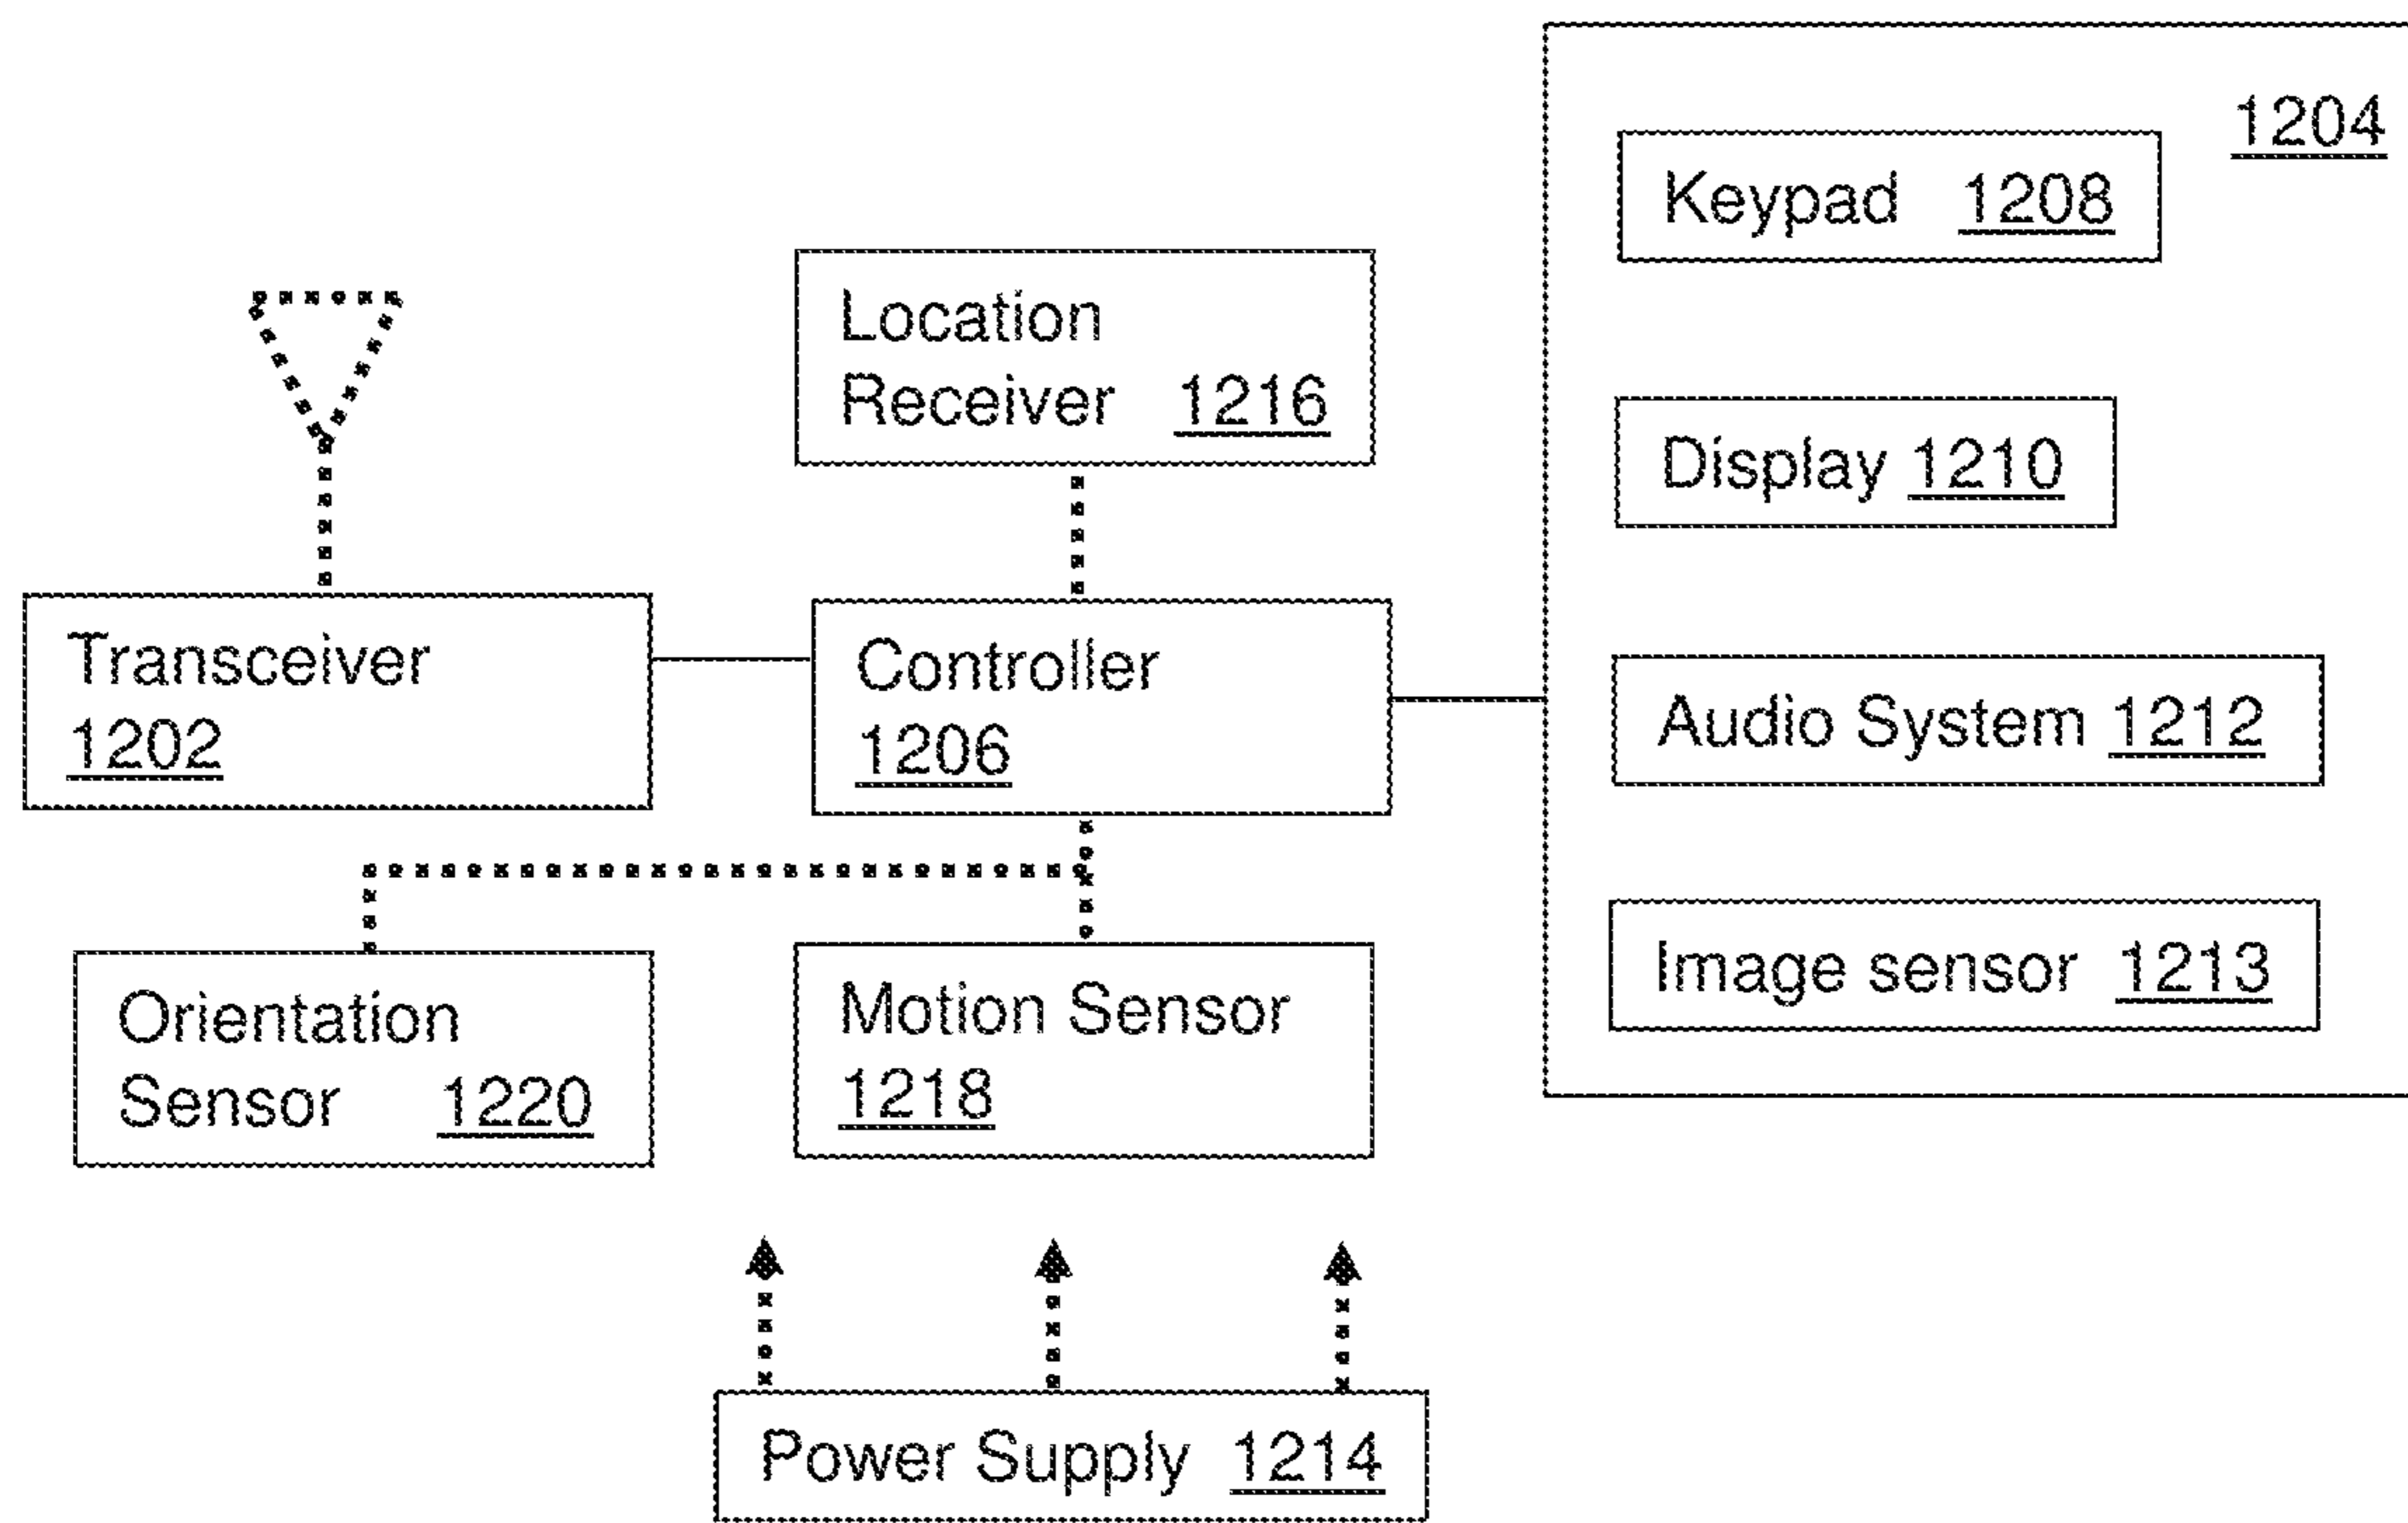 1204
Keypad 1208
Location
Receiver 1216
Display 1210
Transceiver
1202
Controller
1206
Audio System 1212
Image sensor 1213
Orientation
Sensor 1220
Motion Sensor
1218
Power Supply 1214